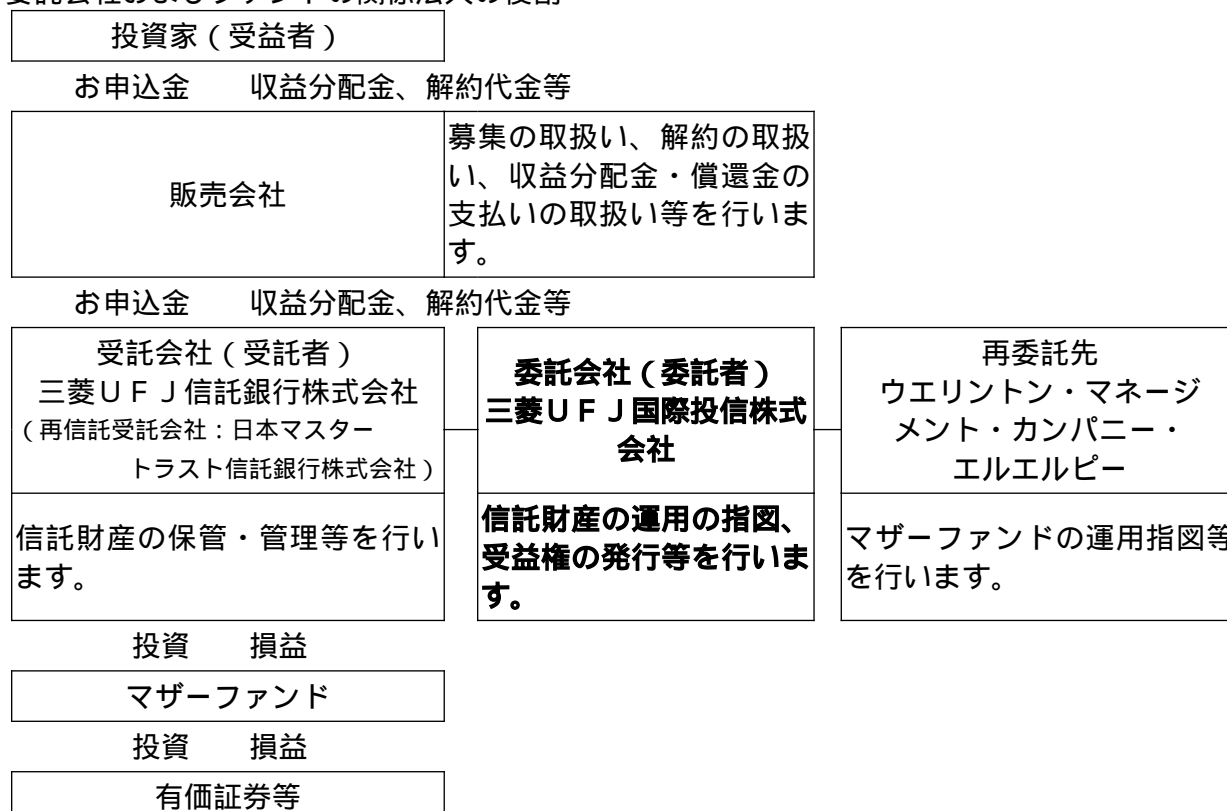 委託会社およびファンドの関係法人の役割
投資家（受益者）
お申込金　　収益分配金、解約代金等
販売会社
募集の取扱い、解約の取扱
い、収益分配金・償還金の
支払いの取扱い等を行いま
す。
お申込金　　収益分配金、解約代金等
受託会社（受託者）
三菱ＵＦＪ信託銀行株式会社
（再信託受託会社：日本マスター
トラスト信託銀行株式会社）
委託会社（委託者）
三菱ＵＦＪ国際投信株式
会社
再委託先
ウエリントン・マネージ
メント・カンパニー・
エルエルピー
信託財産の保管・管理等を行い
ます。
信託財産の運用の指図、
受益権の発行等を行いま
す。
マザーファンドの運用指図等
を行います。
投資　　損益
マザーファンド
投資　　損益
有価証券等